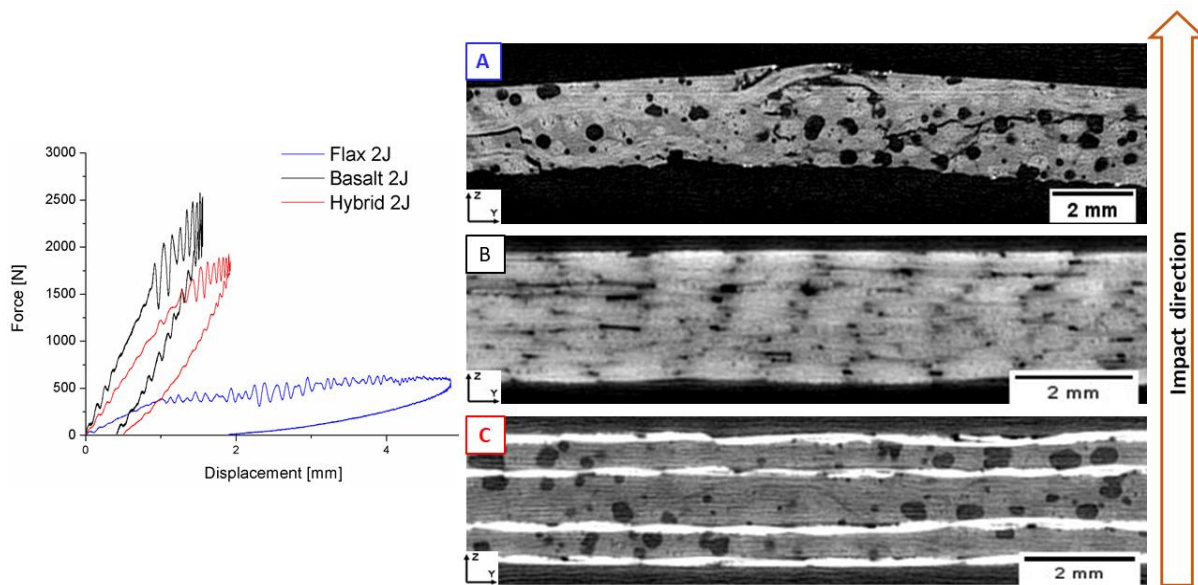 3000
2500
2000
1500
1000
500
0
0
2
4
Force [N]
Displacement [mm]
Flax 2J
Basalt 2J
Hybrid 2J
A
Z
Y
2 mm
B
Z
Y
2 mm
C
Z
Y
2 mm
Impact direction